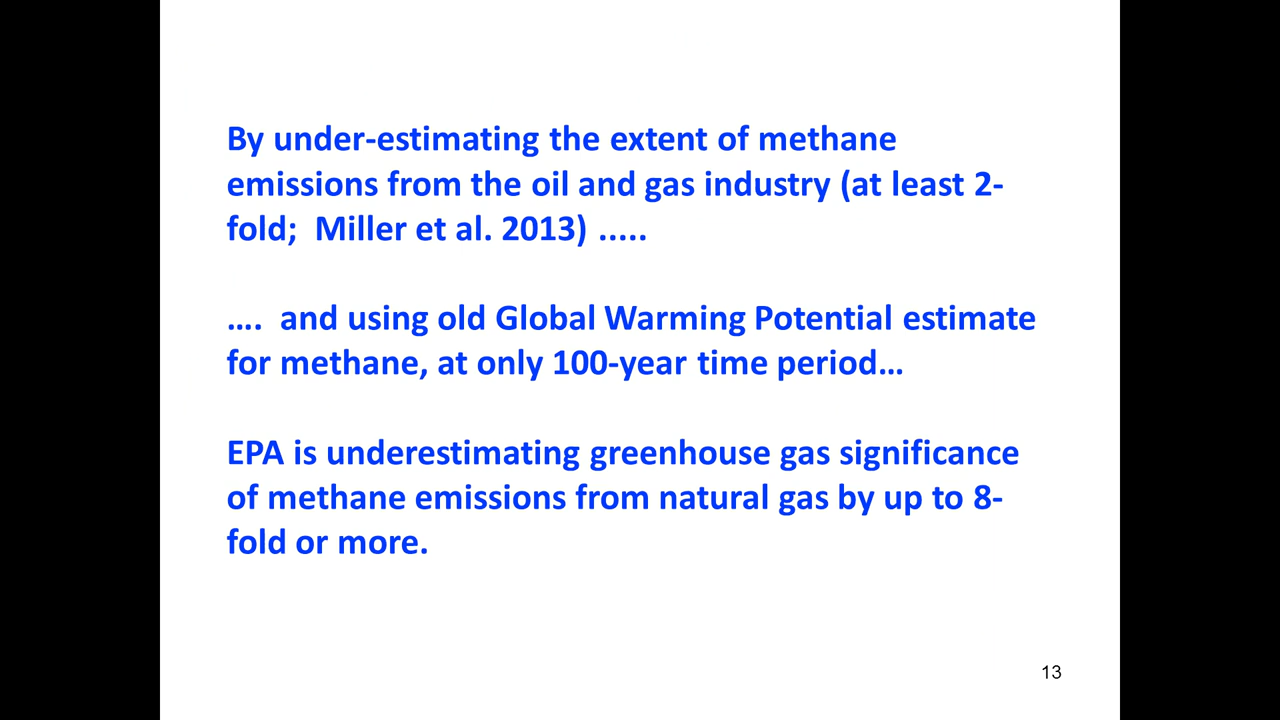 By under-estimating the extent of methane
emissions from the oil and gas industry (at least 2-
fold;  Miller et al. 2013) .....
....  and using old Global Warming Potential estimate
for methane, at only 100-year time period…
EPA is underestimating greenhouse gas significance
of methane emissions from natural gas by up to 8-
fold or more.
13